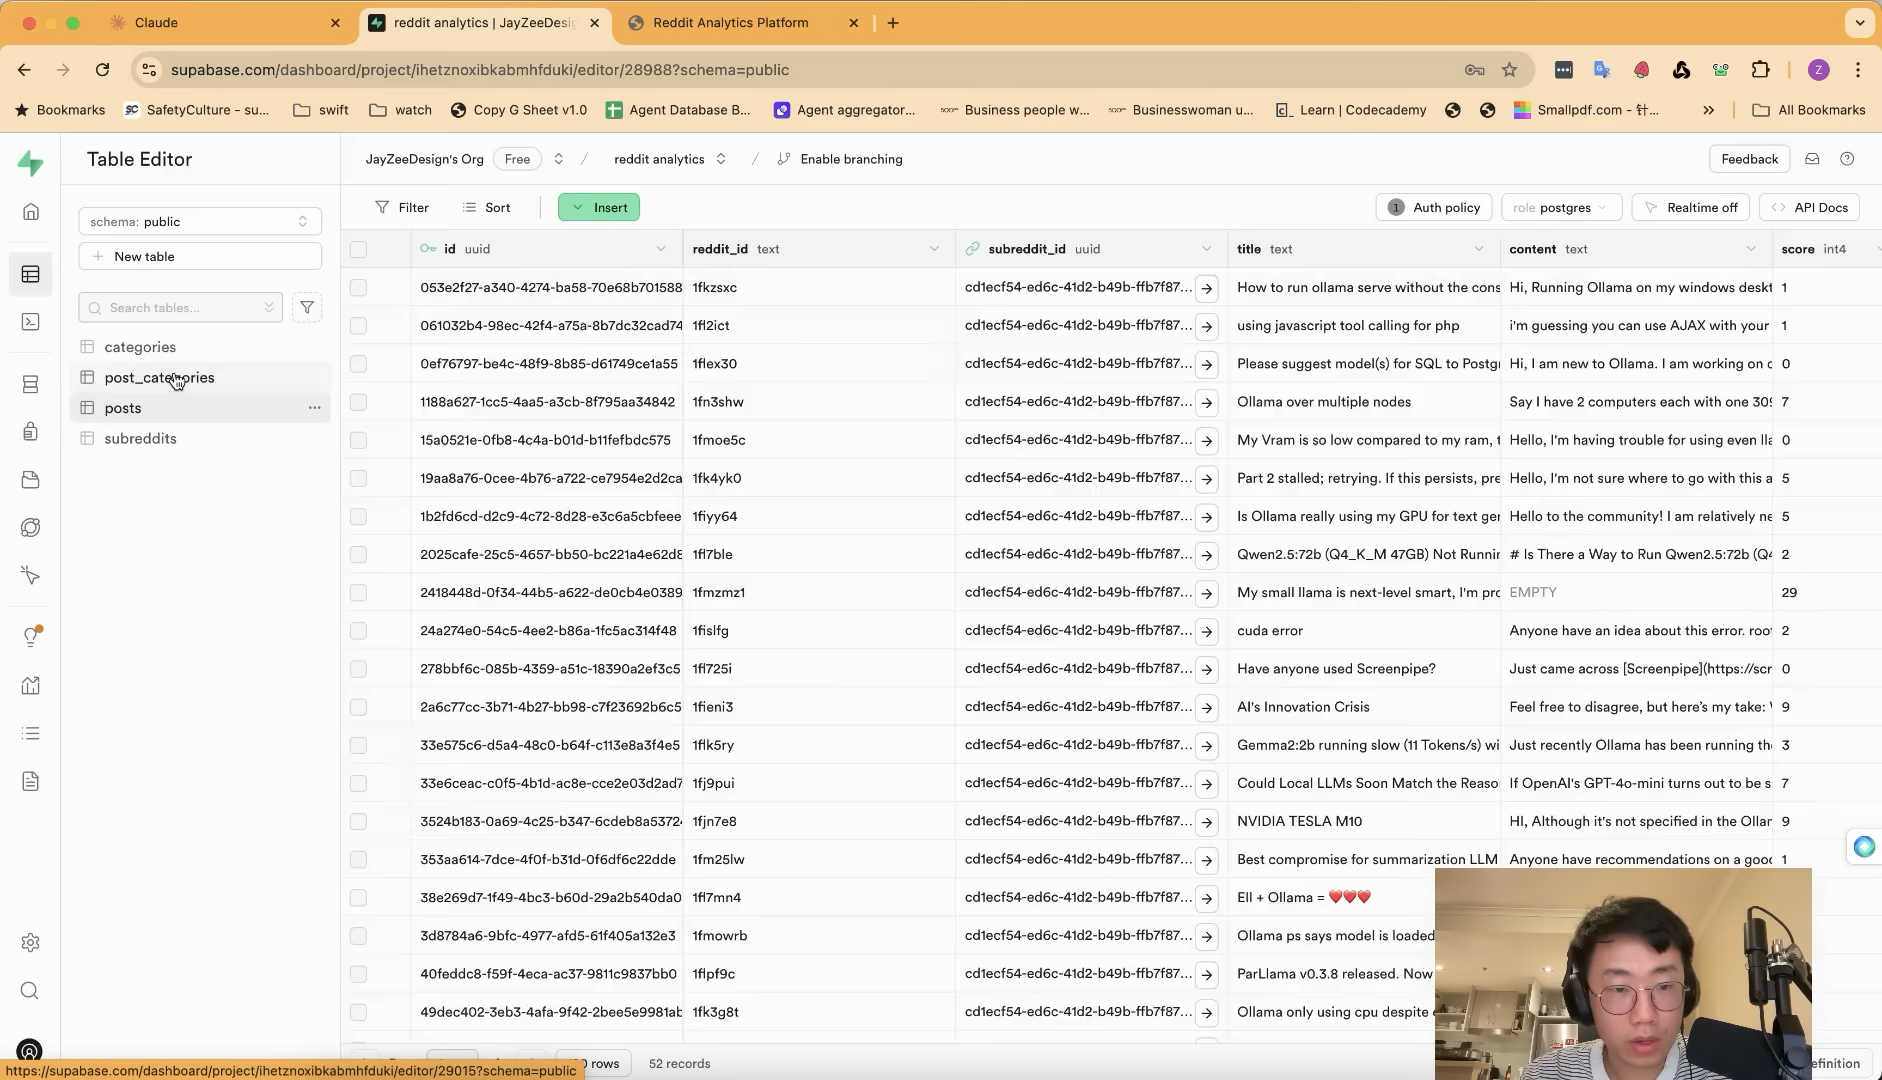 Claude
reddit analytics | JayZeeDesi
Reddit Analytics Platform
supabase.com/dashboard/project/ihetznoxibkabmhfduki/editor/28988?schema=public
Z
Bookmarks
SC SafetyCulture - su...
swift
watch
Copy G Sheet v1.0
Agent Database B...
Agent aggregator...
Business people w...
Businesswoman u...
Learn | Codecademy
Smallpdf.com - 针...
»
All Bookmarks
Table Editor
JayZeeDesign's Org Free / reddit analytics / Enable branching
Feedback
schema: public
New table
Search tables...
categories
post_categories
posts
subreddits
Filter
Sort
Insert
1 Auth policy
role postgres
Realtime off
API Docs
id uuid reddit_id text subreddit_id uuid title text content text score int4
053e2f27-a340-4274-ba58-70e68b701588 1fkzsxc cd1ecf54-ed6c-41d2-b49b-ffb7f87... How to run ollama serve without the cons Hi, Running Ollama on my windows deskt 1
061032b4-98ec-42f4-a75a-8b7dc32cad74 1fl2ict cd1ecf54-ed6c-41d2-b49b-ffb7f87... using javascript tool calling for php i'm guessing you can use AJAX with your 1
0ef76797-be4c-48f9-8b85-d61749ce1a55 1flex30 cd1ecf54-ed6c-41d2-b49b-ffb7f87... Please suggest model(s) for SQL to Postg Hi, I am new to Ollama. I am working on 0
1188a627-1cc5-4aa5-a3cb-8f795aa34842 1fn3shw cd1ecf54-ed6c-41d2-b49b-ffb7f87... Ollama over multiple nodes Say I have 2 computers each with one 309 7
15a0521e-0fb8-4c4a-b01d-b11fefbdc575 1fmoe5c cd1ecf54-ed6c-41d2-b49b-ffb7f87... My Vram is so low compared to my ram, Hello, I'm having trouble for using even lla 0
19aa8a76-0cee-4b76-a722-ce7954e2d2ca 1fk4yk0 cd1ecf54-ed6c-41d2-b49b-ffb7f87... Part 2 stalled; retrying. If this persists, pre Hello, I'm not sure where to go with this a 5
1b2fd6cd-d2c9-4c72-8d28-e3c6a5cbfeee 1fiyy64 cd1ecf54-ed6c-41d2-b49b-ffb7f87... Is Ollama really using my GPU for text ger Hello to the community! I am relatively ne 5
2025cafe-25c5-4657-bb50-bc221a4e62d8 1fl7ble cd1ecf54-ed6c-41d2-b49b-ffb7f87... Qwen2.5:72b (Q4_K_M 47GB) Not Runnin # Is There a Way to Run Qwen2.5:72b (Q4 2
2418448d-0f34-44b5-a622-de0cb4e0389 1fmzmz1 cd1ecf54-ed6c-41d2-b49b-ffb7f87... My small llama is next-level smart, I'm pro EMPTY 29
24a274e0-54c5-4ee2-b86a-1fc5ac314f48 1fislfg cd1ecf54-ed6c-41d2-b49b-ffb7f87... cuda error Anyone have an idea about this error. roo 2
278bbf6c-085b-4359-a51c-18390a2ef3c5 1fl725i cd1ecf54-ed6c-41d2-b49b-ffb7f87... Have anyone used Screenpipe? Just came across [Screenpipe](https://scr 0
2a6c77cc-3b71-4b27-bb98-c7f23692b6c5 1fieni3 cd1ecf54-ed6c-41d2-b49b-ffb7f87... AI's Innovation Crisis Feel free to disagree, but here's my take: 9
33e575c6-d5a4-48c0-b64f-c113e8a3f4e5 1flk5ry cd1ecf54-ed6c-41d2-b49b-ffb7f87... Gemma2:2b running slow (11 Tokens/s) wi Just recently Ollama has been running th 3
33e6ceac-c0f5-4b1d-ac8e-cce2e03d2ad7 1fj9pui cd1ecf54-ed6c-41d2-b49b-ffb7f87... Could Local LLMs Soon Match the Reaso If OpenAI's GPT-4o-mini turns out to be s 7
3524b183-0a69-4c25-b347-6cdeb8a5372 1fjn7e8 cd1ecf54-ed6c-41d2-b49b-ffb7f87... NVIDIA TESLA M10 HI, Although it's not specified in the Ollam 9
353aa614-7dce-4f0f-b31d-0f6df6c22dde 1fm25lw cd1ecf54-ed6c-41d2-b49b-ffb7f87... Best compromise for summarization LLM Anyone have recommendations on a good 1
38e269d7-1f49-4bc3-b60d-29a2b540da0 1fl7mn4 cd1ecf54-ed6c-41d2-b49b-ffb7f87... Ell + Ollama = ❤️❤️❤️
3d8784a6-9bfc-4977-afd5-61f405a132e3 1fmowrb cd1ecf54-ed6c-41d2-b49b-ffb7f87... Ollama ps says model is loaded
40feddc8-f59f-4eca-ac37-9811c9837bb0 1flpf9c cd1ecf54-ed6c-41d2-b49b-ffb7f87... ParLlama v0.3.8 released. Now
49dec402-3eb3-4afa-9f42-2bee5e9981ab 1fk3g8t cd1ecf54-ed6c-41d2-b49b-ffb7f87... Ollama only using cpu despite
rows
52 records
efinition
https://supabase.com/dashboard/project/ihetznoxibkabmhfduki/editor/29015?schema=public